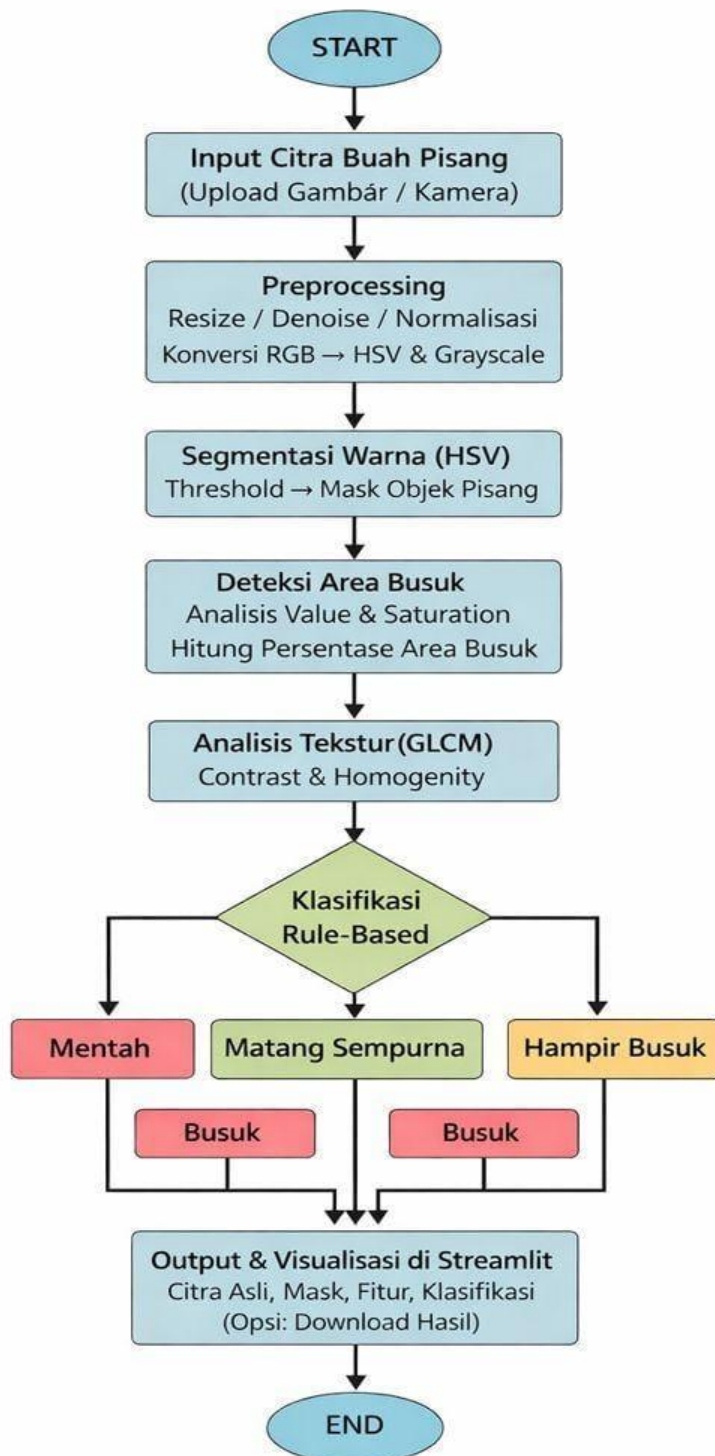 START
Input Citra Buah Pisang
(Upload Gambár / Kamera)
Preprocessing
Resize / Denoise / Normalisasi
Konversi RGB → HSV & Grayscale
Segmentasi Warna (HSV)
Threshold → Mask Objek Pisang
Deteksi Area Busuk
Analisis Value & Saturation
Hitung Persentase Area Busuk
Analisis Tekstur (GLCM)
Contrast & Homogenity
Klasifikasi
Rule-Based
Mentah
Matang Sempurna
Hampir Busuk
Busuk
Busuk
Output & Visualisasi di Streamlit
Citra Asli, Mask, Fitur, Klasifikasi
(Opsi: Download Hasil)
END